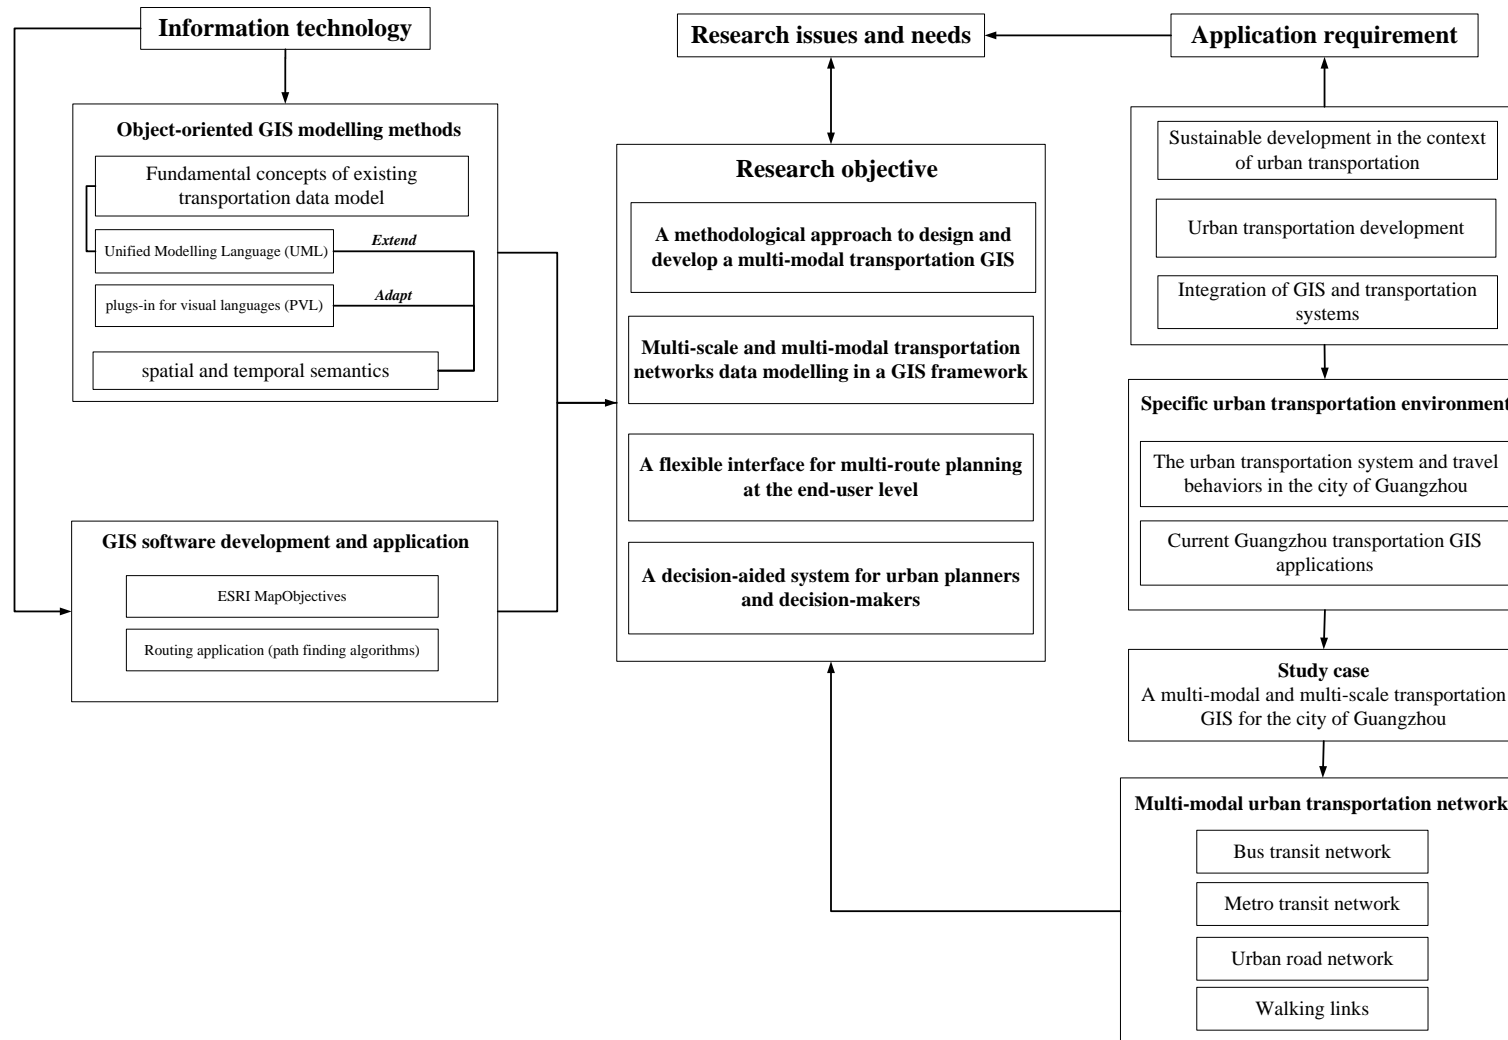 Information technology
Research issues and needs
Application requirement
Object-oriented GIS modelling methods
Fundamental concepts of existing
transportation data model
Unified Modelling Language (UML)
Extend
plugs-in for visual languages (PVL)
Adapt
spatial and temporal semantics
GIS software development and application
ESRI MapObjectives
Routing application (path finding algorithms)
Research objective
A methodological approach to design and
develop a multi-modal transportation GIS
Multi-scale and multi-modal transportation
networks data modelling in a GIS framework
A flexible interface for multi-route planning
at the end-user level
A decision-aided system for urban planners
and decision-makers
Sustainable development in the context
of urban transportation
Urban transportation development
Integration of GIS and transportation
systems
Specific urban transportation environment
The urban transportation system and travel
behaviors in the city of Guangzhou
Current Guangzhou transportation GIS
applications
Study case
A multi-modal and multi-scale transportation
GIS for the city of Guangzhou
Multi-modal urban transportation network
Bus transit network
Metro transit network
Urban road network
Walking links